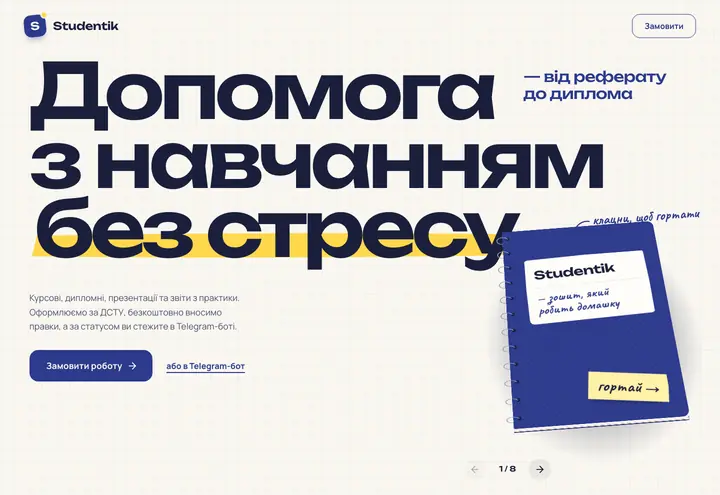 S Studentik
Замовити
Допомога
з навчанням
без стресу
— від реферату
до диплома
клацни, щоб гортати
Studentik
— зошит, який
робить домашку
гортай →
Курсові, дипломні, презентації та звіти з практики.
Оформлюємо за ДСТУ, безкоштовно вносимо
правки, а за статусом ви стежите в Telegram-боті.
Замовити роботу →
або в Telegram-бот
← 1/8 →